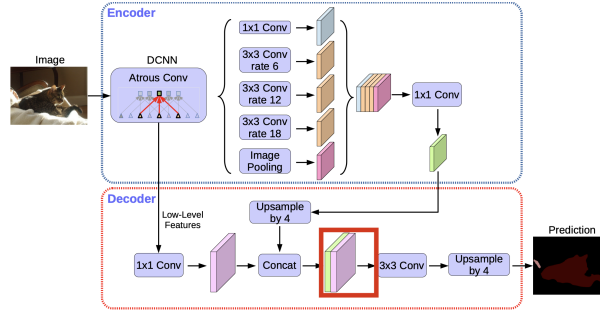 Encoder
Image
DCNN
Atrous Conv
1x1 Conv
3x3 Conv
rate 6
3x3 Conv
rate 12
3x3 Conv
rate 18
Image
Pooling
1x1 Conv
Decoder
Low-Level
Features
Upsample
by 4
1x1 Conv
Concat
3x3 Conv
Upsample
by 4
Prediction